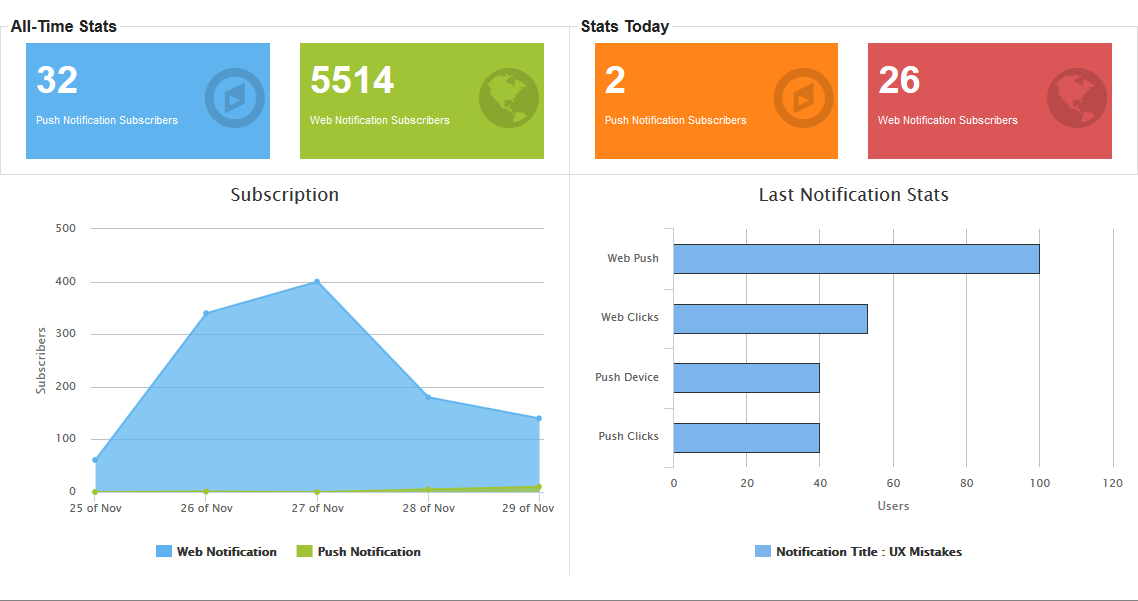 All-Time Stats
32
Push Notification Subscribers
5514
Web Notification Subscribers
Stats Today
2
Push Notification Subscribers
26
Web Notification Subscribers
Subscription
500
400
300
200
100
0
Subscribers
25 of Nov
26 of Nov
27 of Nov
28 of Nov
29 of Nov
Web Notification
Push Notification
Last Notification Stats
Web Push
Web Clicks
Push Device
Push Clicks
0
20
40
60
80
100
120
Users
Notification Title : UX Mistakes